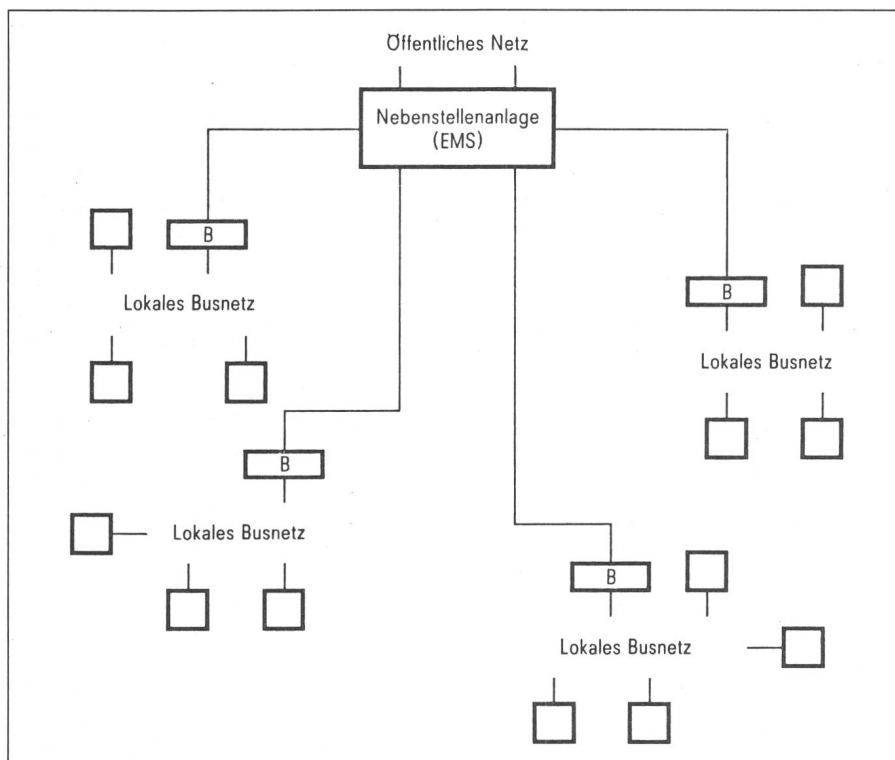 Öffentliches Netz
Nebenstellenanlage
(EMS)
B
Lokales Busnetz
B
Lokales Busnetz
B
Lokales Busnetz
B
Lokales Busnetz